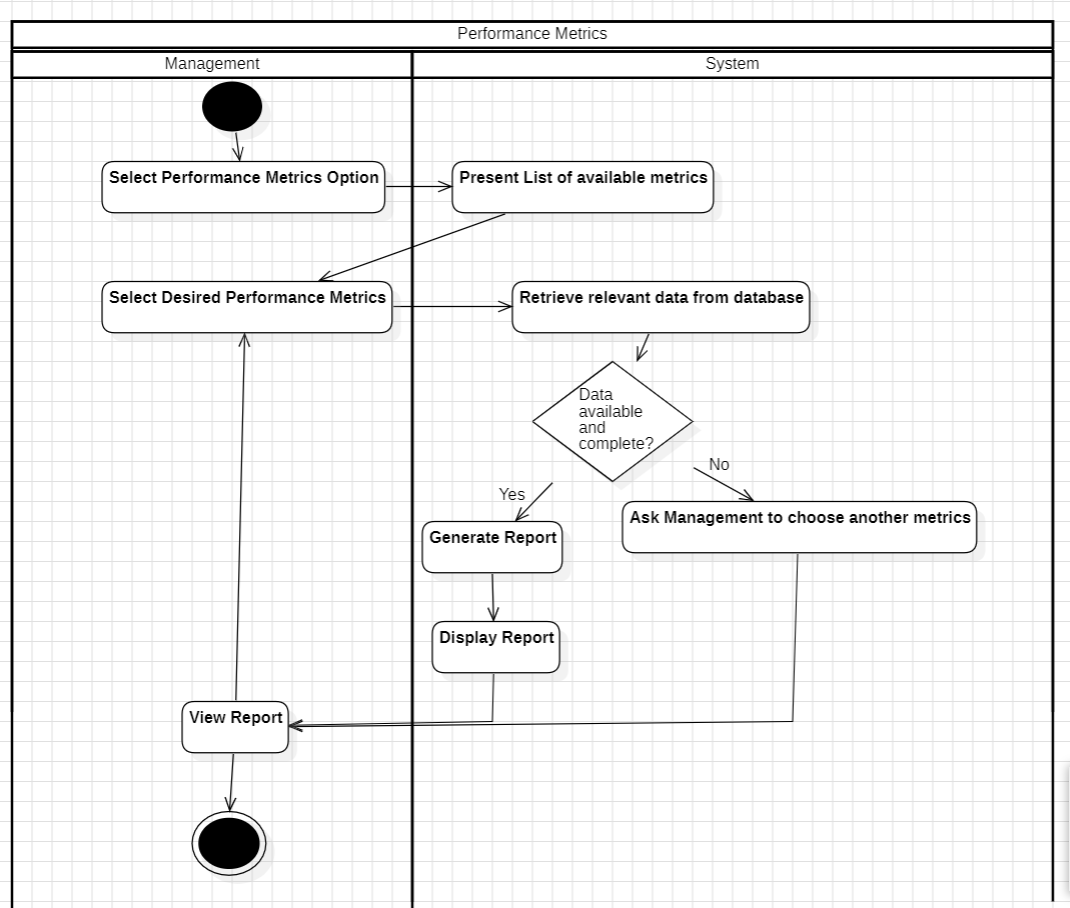 Performance Metrics
Management
System
Select Performance Metrics Option
Present List of available metrics
Select Desired Performance Metrics
Retrieve relevant data from database
Data
available
and
complete?
No
Yes
Ask Management to choose another metrics
Generate Report
Display Report
View Report